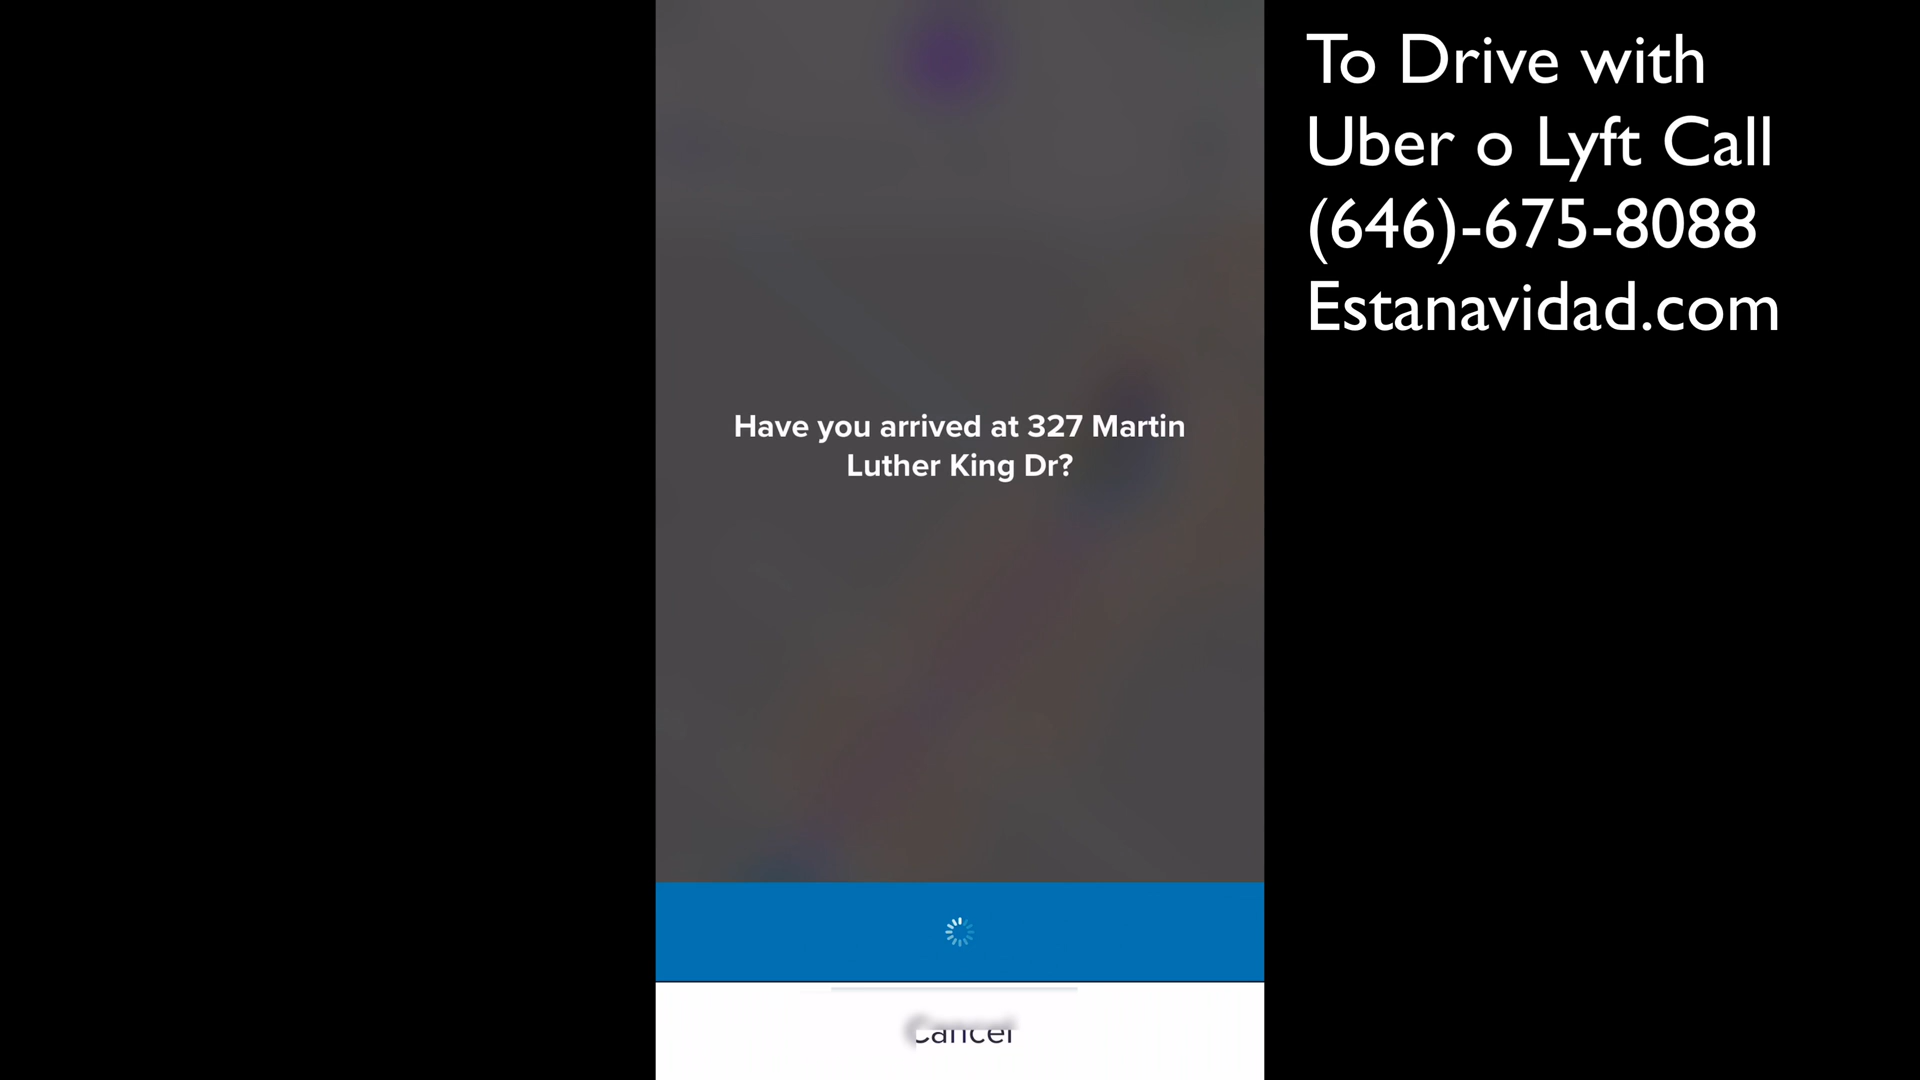 To Drive with
Uber o Lyft Call
(646)-675-8088
Estanavidad.com
Have you arrived at 327 Martin
Luther King Dr?
Cancel